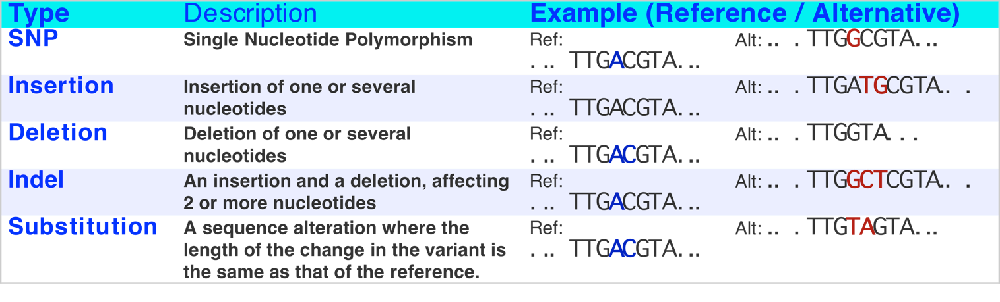 Type Description Example (Reference / Alternative)
SNP Single Nucleotide Polymorphism Ref: Alt: .. . TTGGCGTA. ..
. .. TTGACGTA. ..
Insertion Insertion of one or several Ref: Alt: .. . TTGATGCGTA.. .
nucleotides . .. TTGACGTA. ..
Deletion Deletion of one or several Ref: Alt: .. . TTGGTA. . .
nucleotides . .. TTGACGTA. ..
Indel An insertion and a deletion, affecting Ref: Alt: .. . TTGGCTCGTA.. .
2 or more nucleotides . .. TTGACGTA. ..
Substitution A sequence alteration where the Ref: Alt: .. . TTGTAGTA. ..
length of the change in the variant is . .. TTGACGTA. ..
the same as that of the reference.